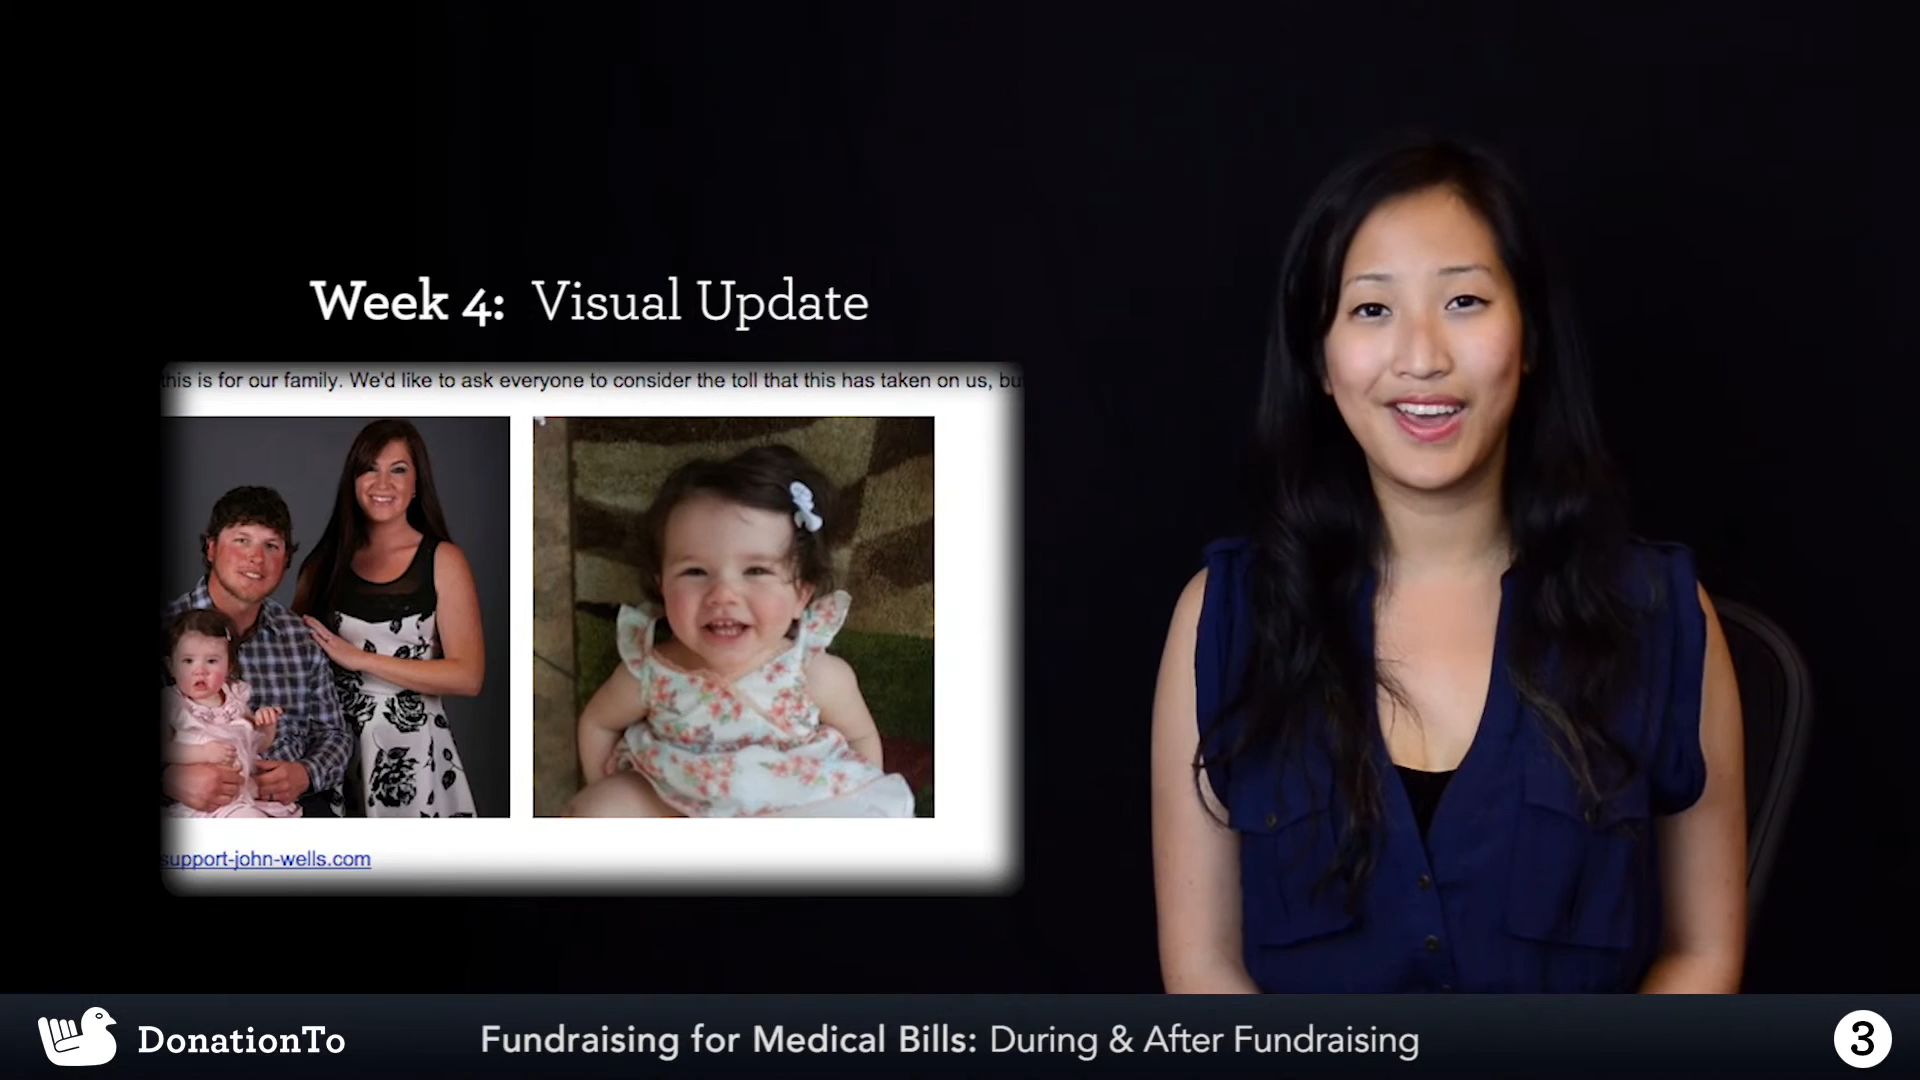 Week 4: Visual Update
this is for our family. We'd like to ask everyone to consider the toll that this has taken on us,
support-john-wells.com
DonationTo
Fundraising for Medical Bills: During & After Fundraising
3